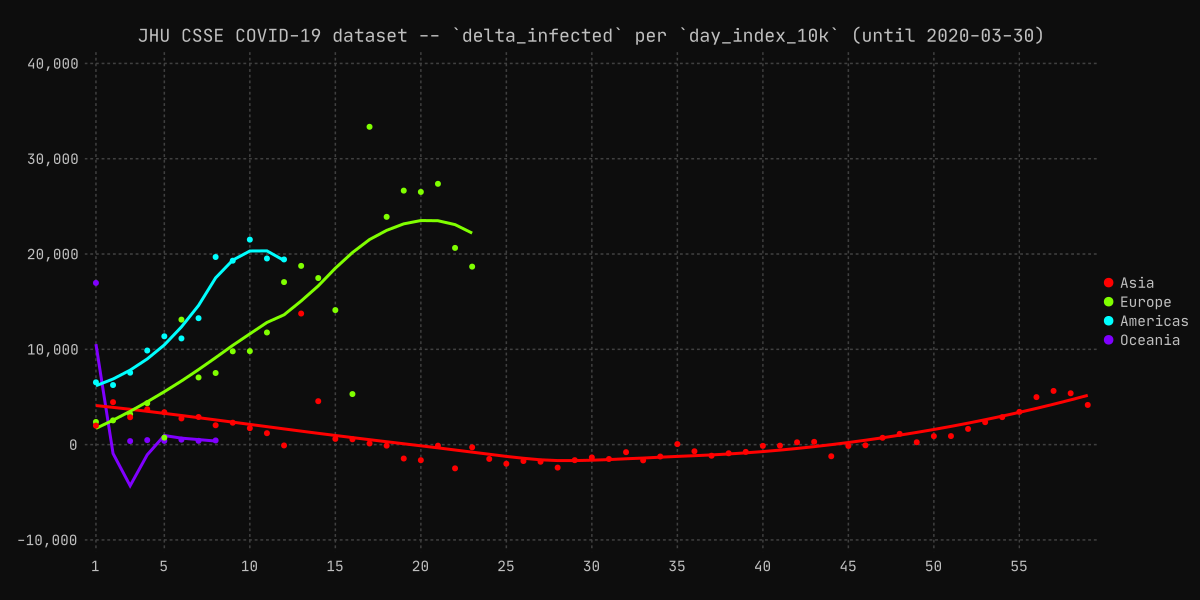 JHU CSSE COVID-19 dataset -- `delta_infected` per `day_index_10k` (until 2020-03-30)
40,000
30,000
20,000
10,000
0
-10,000
1 5 10 15 20 25 30 35 40 45 50 55
Asia
Europe
Americas
Oceania